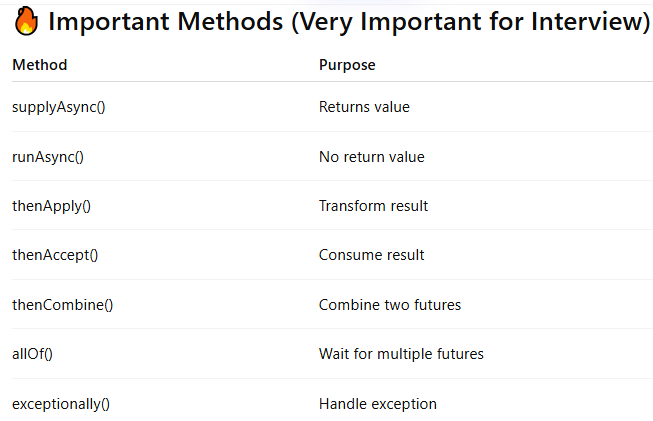 🔥 Important Methods (Very Important for Interview)
Method Purpose
supplyAsync() Returns value
runAsync() No return value
thenApply() Transform result
thenAccept() Consume result
thenCombine() Combine two futures
allOf() Wait for multiple futures
exceptionally() Handle exception